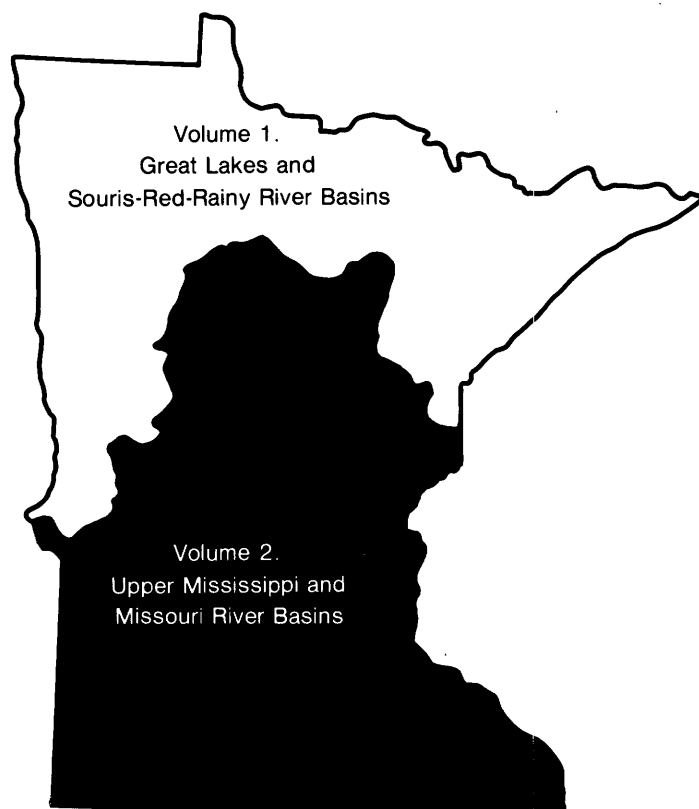 Volume 1.
Great Lakes and
Souris-Red-Rainy River Basins
Volume 2.
Upper Mississippi and
Missouri River Basins